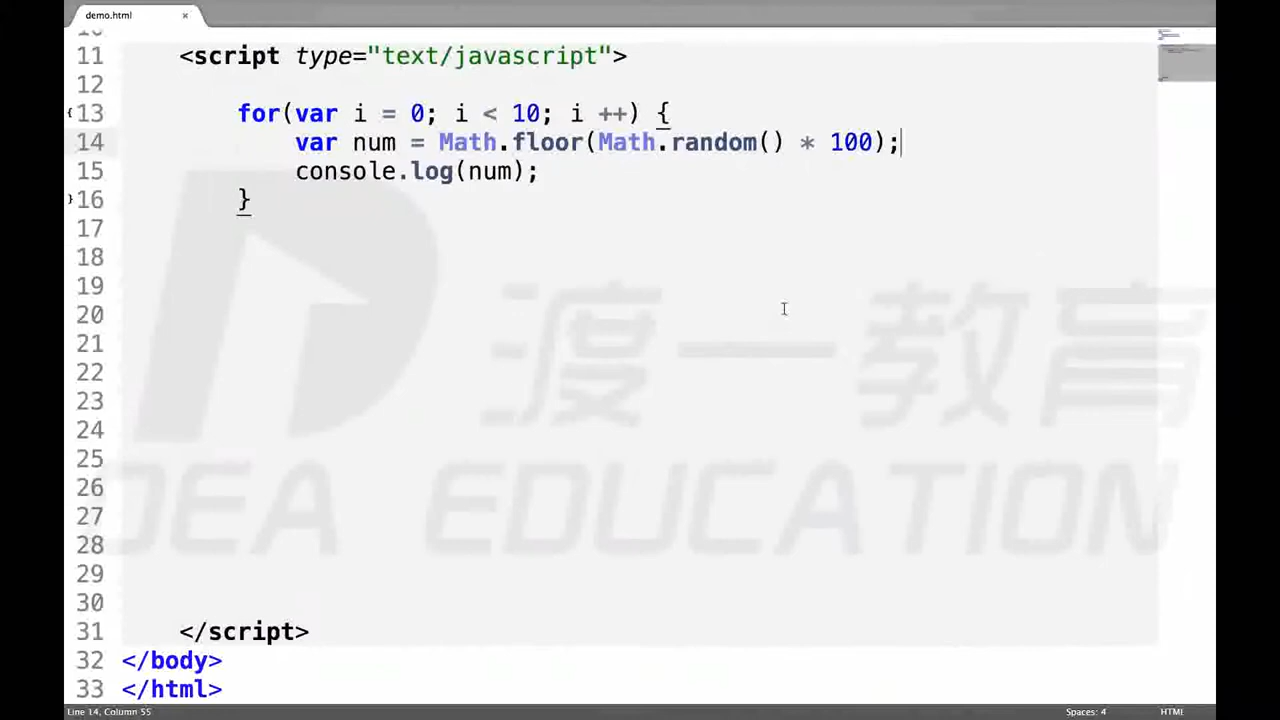 demo.html ×
10
11 <script type="text/javascript">
12
13 for(var i = 0; i < 10; i ++) {
14 var num = Math.floor(Math.random() * 100);
15 console.log(num);
16 }
17
18
19
20
21
22
23
24
25
26
27
28
29
30
31 </script>
32 </body>
33 </html>
渡一教育
IDEA EDUCATION
Line 14, Column 55 Spaces: 4 HTML